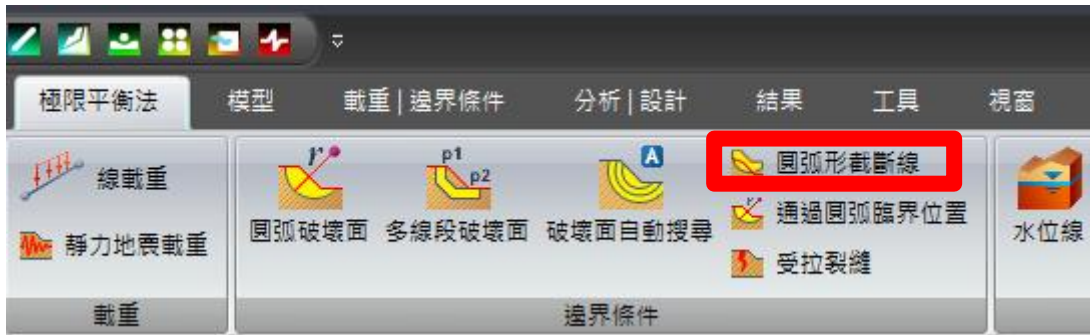 極限平衡法 模型 載重|邊界條件 分析|設計 結果 工具 視窗
線載重
靜力地震載重
載重
r
圓弧破壞面
p1
p2
多線段破壞面
A
破壞面自動搜尋
圓弧形截斷線
通過圓弧臨界位置
受拉裂縫
邊界條件
水位線